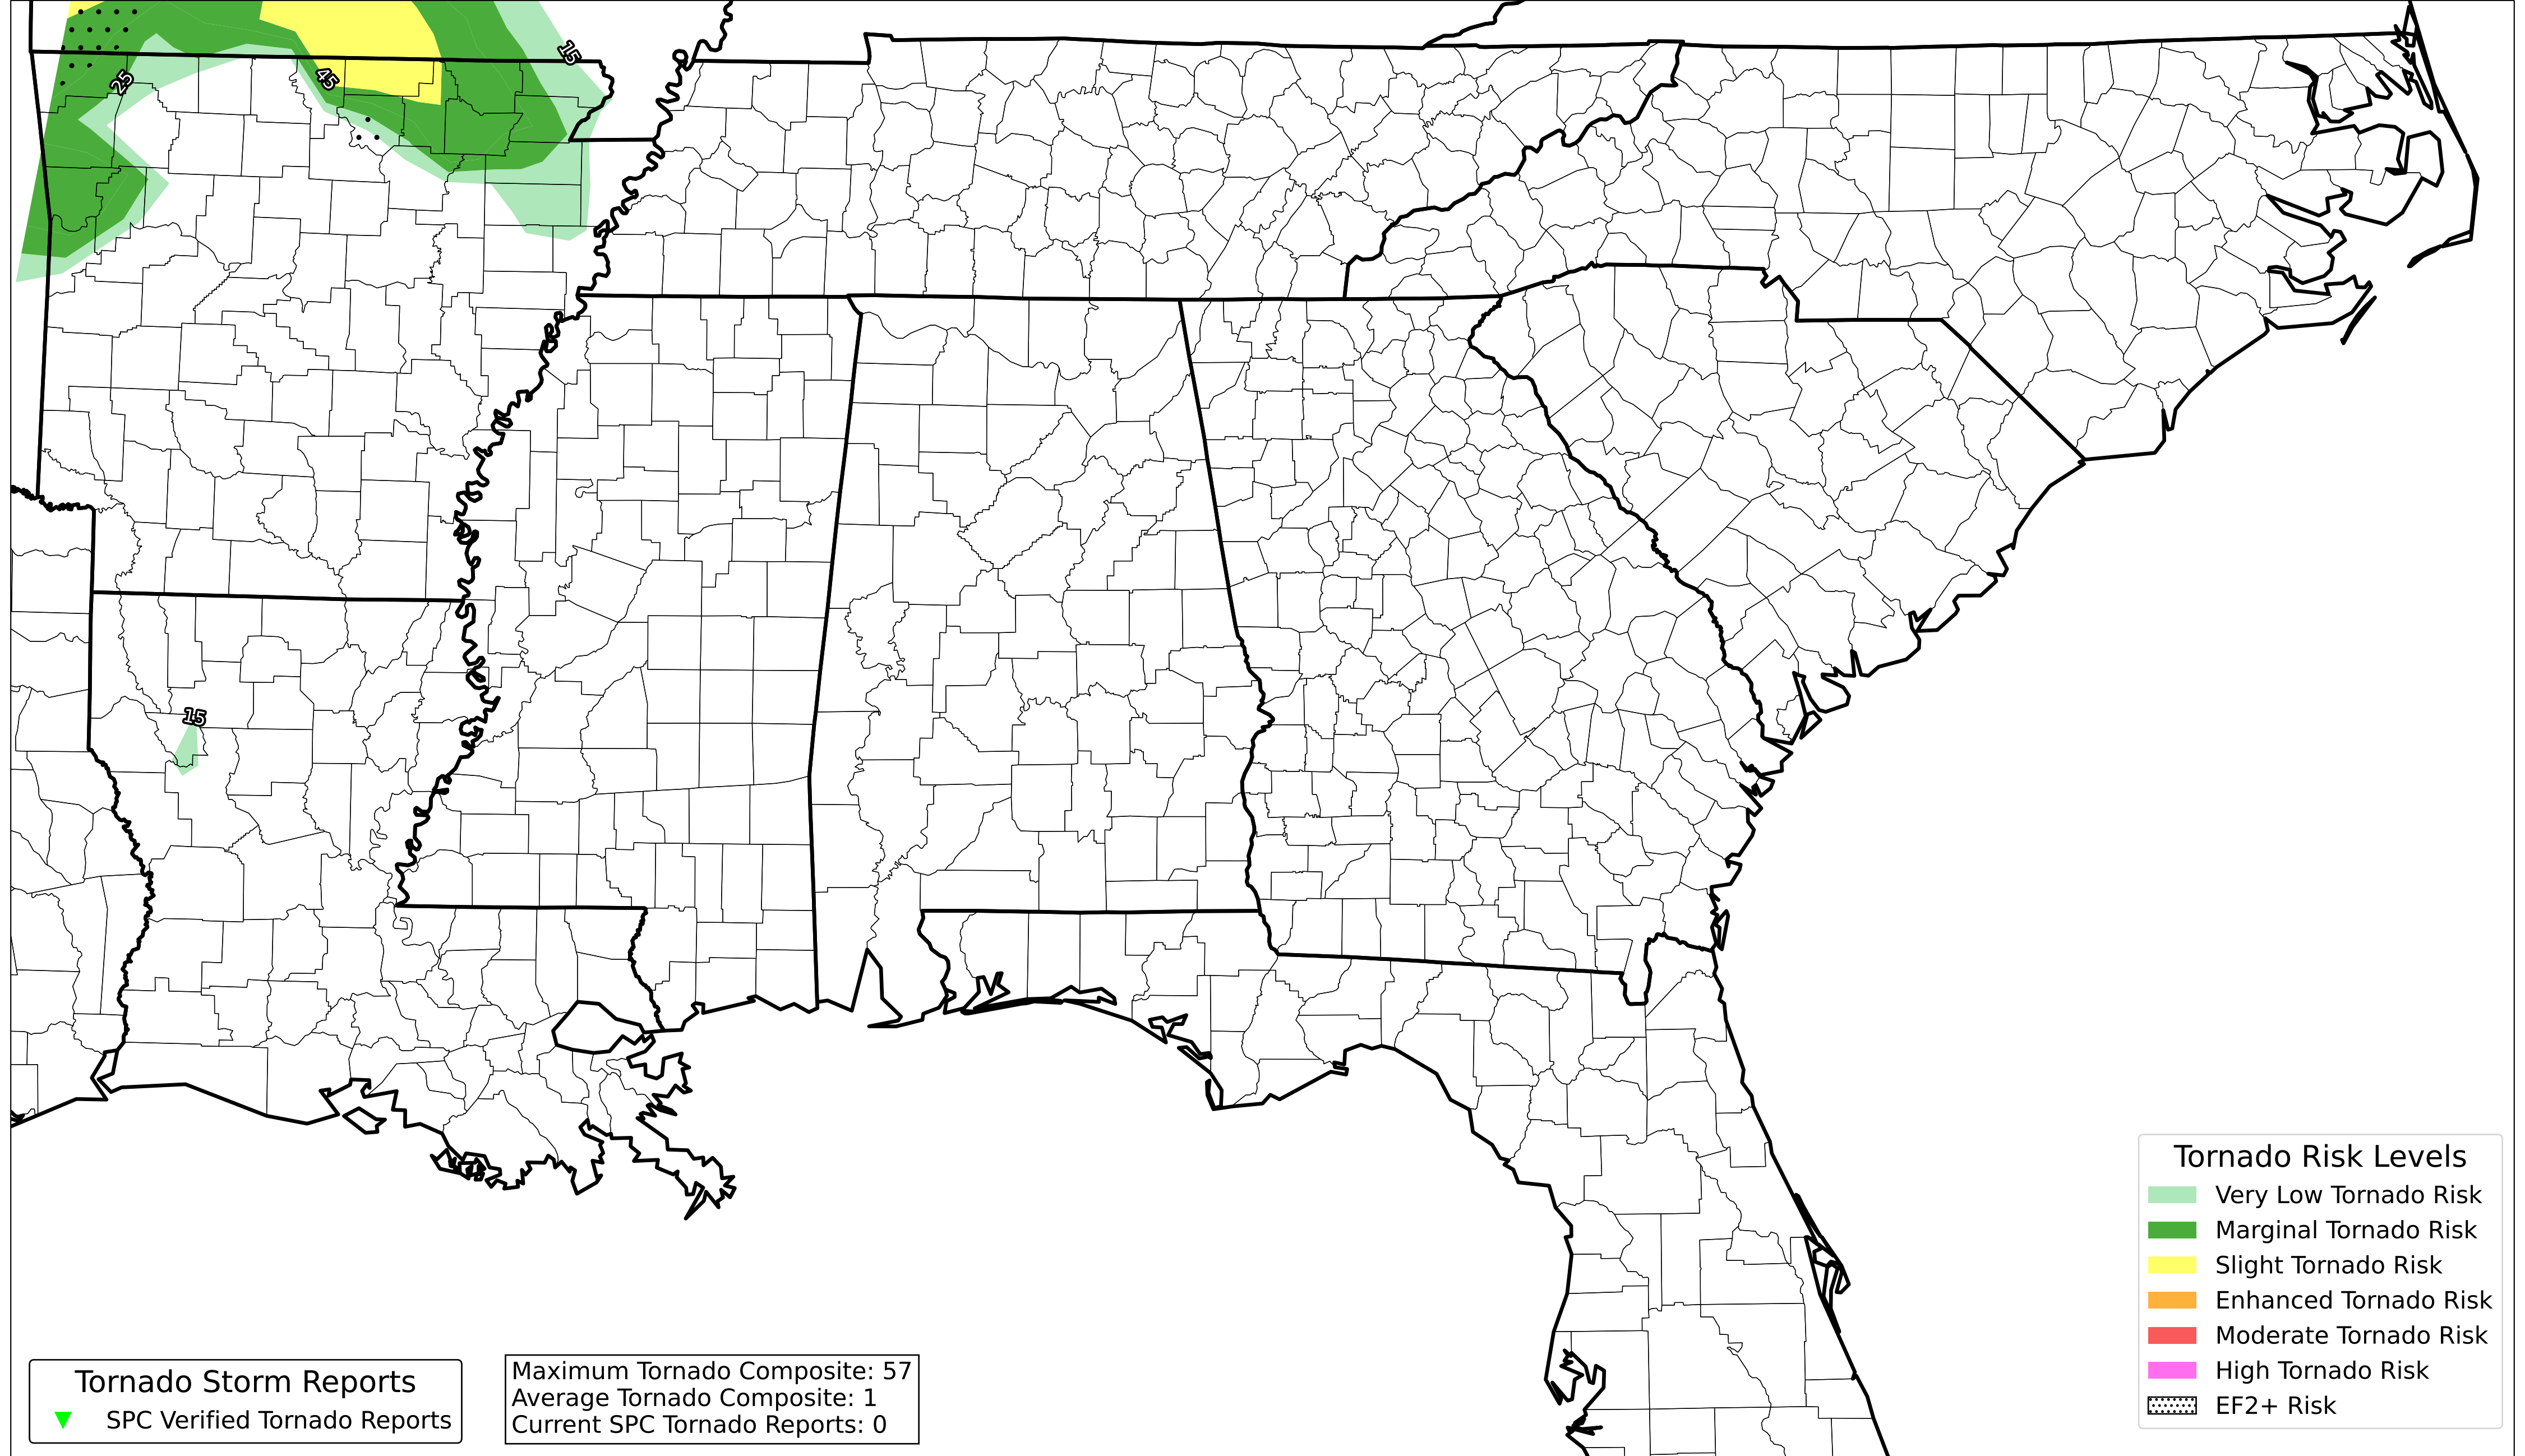 15
25
45
15
Tornado Risk Levels
Very Low Tornado Risk
Marginal Tornado Risk
Slight Tornado Risk
Enhanced Tornado Risk
Moderate Tornado Risk
High Tornado Risk
EF2+ Risk
Tornado Storm Reports
SPC Verified Tornado Reports
Maximum Tornado Composite: 57
Average Tornado Composite: 1
Current SPC Tornado Reports: 0